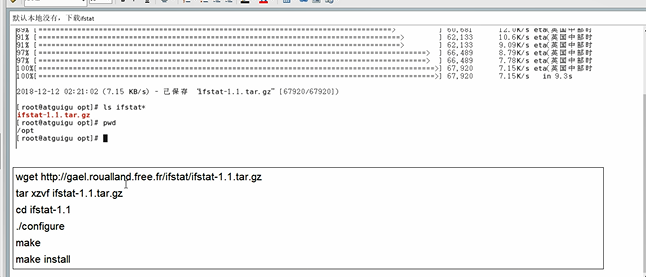 默认本地没有，下载ifstat
89% [=====> ] 60,681 12.0K/s eta(英国中部时
91% [=====> ] 62,133 10.6K/s eta(英国中部时
91% [=====> ] 62,133 9.09K/s eta(英国中部时
97% [=====> ] 66,489 8.79K/s eta(英国中部时
97% [=====> ] 66,489 7.78K/s eta(英国中部时
100%[=====>] 67,920 7.15K/s eta(英国中部时
100%[=====>] 67,920 7.15K/s in 9.3s
2018-12-12 02:21:02 (7.15 KB/s) - 已保存 “ifstat-1.1.tar.gz” [67920/67920])
[root@atguigu opt]# ls ifstat*
ifstat-1.1.tar.gz
[root@atguigu opt]# pwd
/opt
[root@atguigu opt]#
wget http://gael.roualland.free.fr/ifstat/ifstat-1.1.tar.gz
tar xzvf ifstat-1.1.tar.gz
cd ifstat-1.1
./configure
make
make install